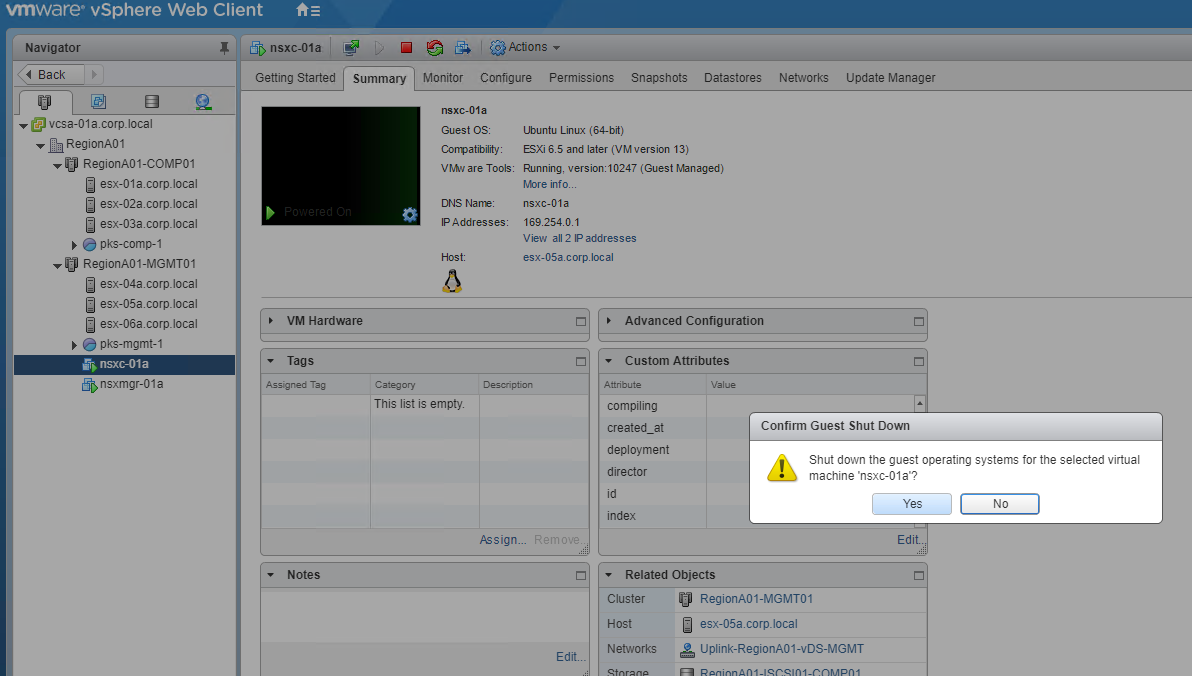 vmware® vSphere Web Client
Navigator
Back
vcsa-01a.corp.local
RegionA01
RegionA01-COMP01
esx-01a.corp.local
esx-02a.corp.local
esx-03a.corp.local
pks-comp-1
RegionA01-MGMT01
esx-04a.corp.local
esx-05a.corp.local
esx-06a.corp.local
pks-mgmt-1
nsxc-01a
nsxmgr-01a
nsxc-01a Actions
Getting Started Summary Monitor Configure Permissions Snapshots Datastores Networks Update Manager
Powered On
nsxc-01a
Guest OS: Ubuntu Linux (64-bit)
Compatibility: ESXi 6.5 and later (VM version 13)
VMware Tools: Running, version:10247 (Guest Managed)
More info...
DNS Name: nsxc-01a
IP Addresses: 169.254.0.1
View all 2 IP addresses
Host: esx-05a.corp.local
VM Hardware
Tags
Assigned Tag Category Description
This list is empty.
Assign... Remove...
Notes
Edit...
Advanced Configuration
Custom Attributes
Attribute Value
compiling
created_at
deployment
director
id
index
Edit...
Confirm Guest Shut Down
Shut down the guest operating systems for the selected virtual
machine 'nsxc-01a'?
Yes No
Related Objects
Cluster RegionA01-MGMT01
Host esx-05a.corp.local
Networks Uplink-RegionA01-vDS-MGMT
Storage RegionA01-ISCSI01-COMP01